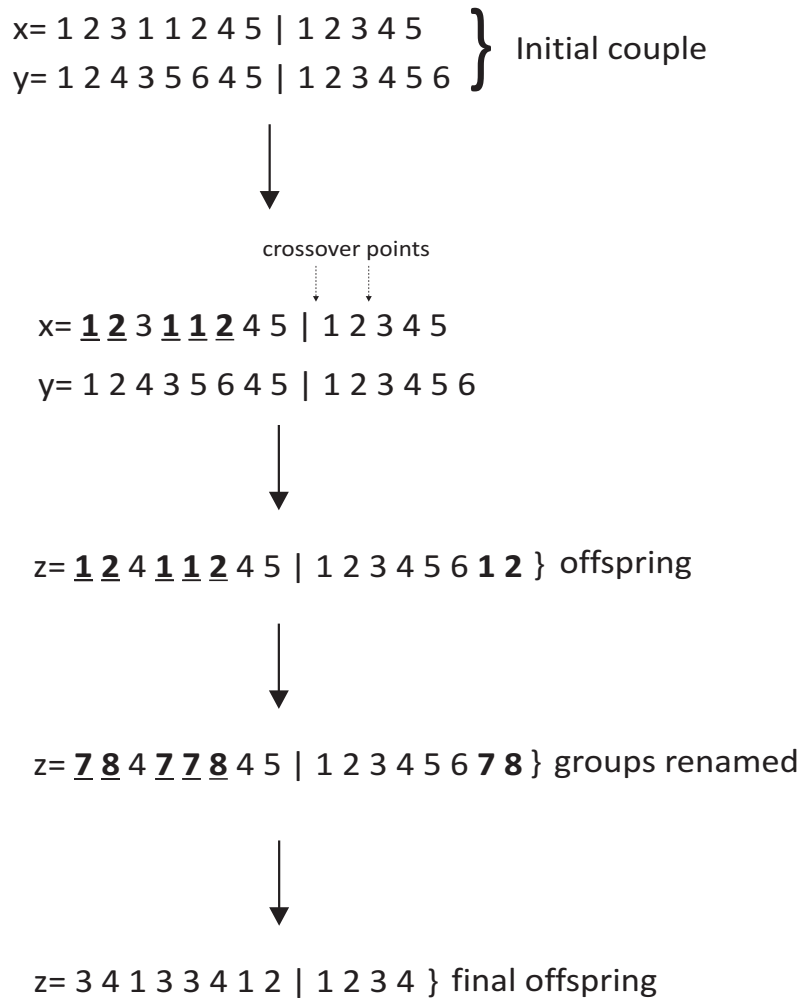 x= 1 2 3 1 1 2 4 5 | 1 2 3 4 5
y= 1 2 4 3 5 6 4 5 | 1 2 3 4 5 6
} Initial couple
crossover points
x= 1 2 3 1 1 2 4 5 | 1 2 3 4 5
y= 1 2 4 3 5 6 4 5 | 1 2 3 4 5 6
z= 1 2 4 1 1 2 4 5 | 1 2 3 4 5 6 1 2 } offspring
z= 7 8 4 7 7 8 4 5 | 1 2 3 4 5 6 7 8 } groups renamed
z= 3 4 1 3 3 4 1 2 | 1 2 3 4 } final offspring